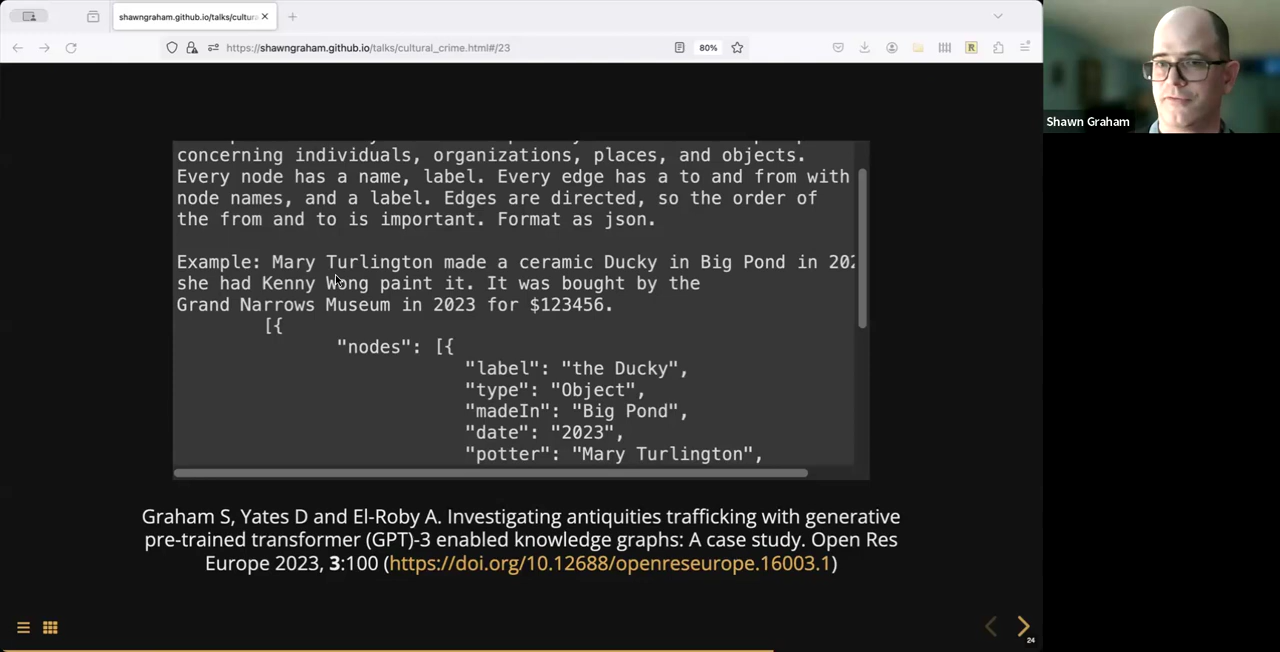 shawngraham.github.io/talks/cultura
https://shawngraham.github.io/talks/cultural_crime.html#/23
80%
R
Shawn Graham
concerning individuals, organizations, places, and objects.
Every node has a name, label. Every edge has a to and from with
node names, and a label. Edges are directed, so the order of
the from and to is important. Format as json.
Example: Mary Turlington made a ceramic Ducky in Big Pond in 202
she had Kenny Wong paint it. It was bought by the
Grand Narrows Museum in 2023 for $123456.
[{
"nodes": [{
"label": "the Ducky",
"type": "Object",
"madeIn": "Big Pond",
"date": "2023",
"potter": "Mary Turlington",
Graham S, Yates D and El-Roby A. Investigating antiquities trafficking with generative
pre-trained transformer (GPT)-3 enabled knowledge graphs: A case study. Open Res
Europe 2023, 3:100 (https://doi.org/10.12688/openreseurope.16003.1)
24